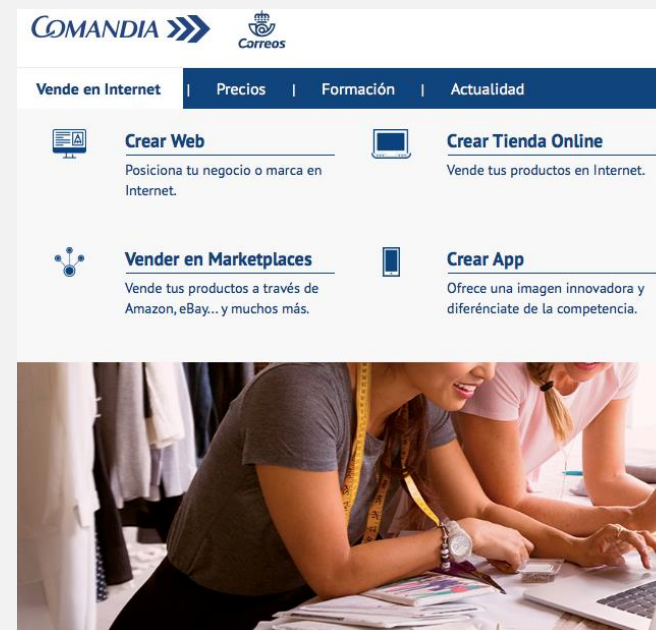 COMANDIA
Correos
Vende en Internet | Precios | Formación | Actualidad
Crear Web
Posiciona tu negocio o marca en
Internet.
Crear Tienda Online
Vende tus productos en Internet.
Vender en Marketplaces
Vende tus productos a través de
Amazon, eBay... y muchos más.
Crear App
Ofrece una imagen innovadora y
diferénciate de la competencia.